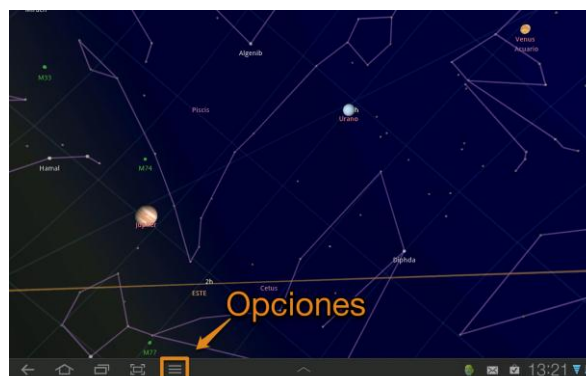 Algenib
Venus
Acuario
M33
Piscis
Urano
M74
Hamal
Júpiter
Diphda
2h
ESTE
Cetus
Opciones
M77
13:21